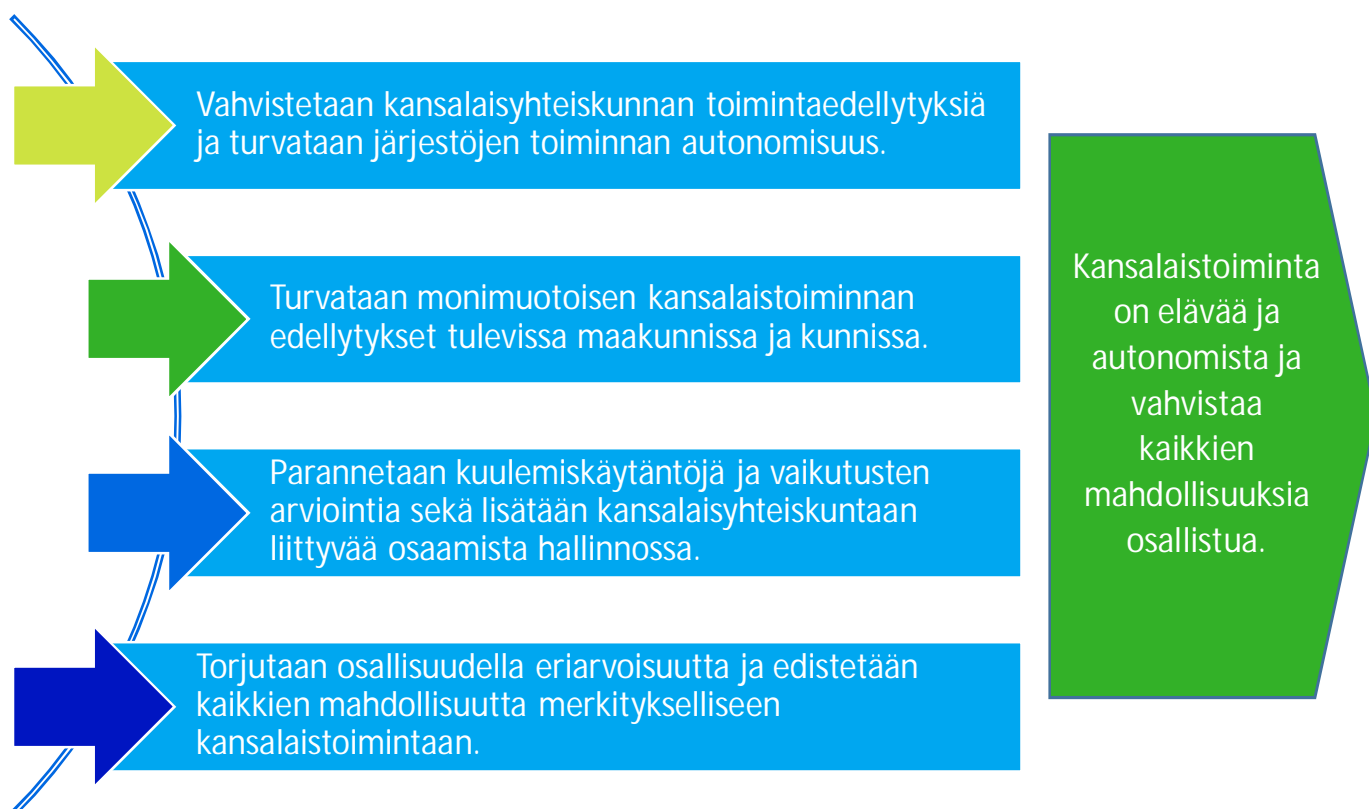 Vahvistetaan kansalaisyhteiskunnan toimintaedellytyksiä
ja turvataan järjestöjen toiminnan autonomisuus.
Turvataan monimuotoisen kansalaistoiminnan
edellytykset tulevissa maakunnissa ja kunnissa.
Parannetaan kuulemiskäytäntöjä ja vaikutusten
arviointia sekä lisätään kansalaisyhteiskuntaan
liittyvää osaamista hallinnossa.
Torjutaan osallisuudella eriarvoisuutta ja edistetään
kaikkien mahdollisuutta merkitykselliseen
kansalaistoimintaan.
Kansalaistoiminta
on elävää ja
autonomista ja
vahvistaa
kaikkien
mahdollisuuksia
osallistua.